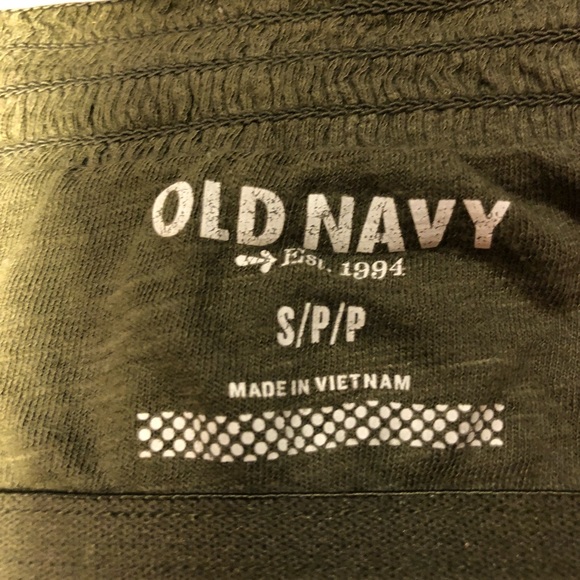 OLD NAVY
Est. 1994
S/P/P
MADE IN VIETNAM